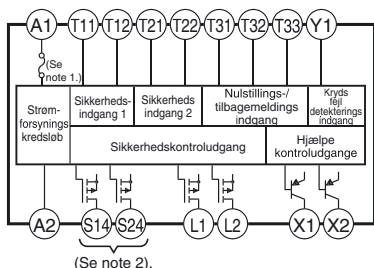 A1 T11 T12 T21 T22 T31 T32 T33 Y1
(Se
note 1.)
Strøm-
forsynings
kredsløb
Sikkerheds-
indgang 1
Sikkerheds
indgang 2
Nulstillings-/
tilbagemeldings
indgang
Kryds
fejl
detekterings
indgang
Sikkerhedskontroludgang
Hjælpe
kontroludgange
A2 S14 S24 L1 L2 X1 X2
(Se note 2).